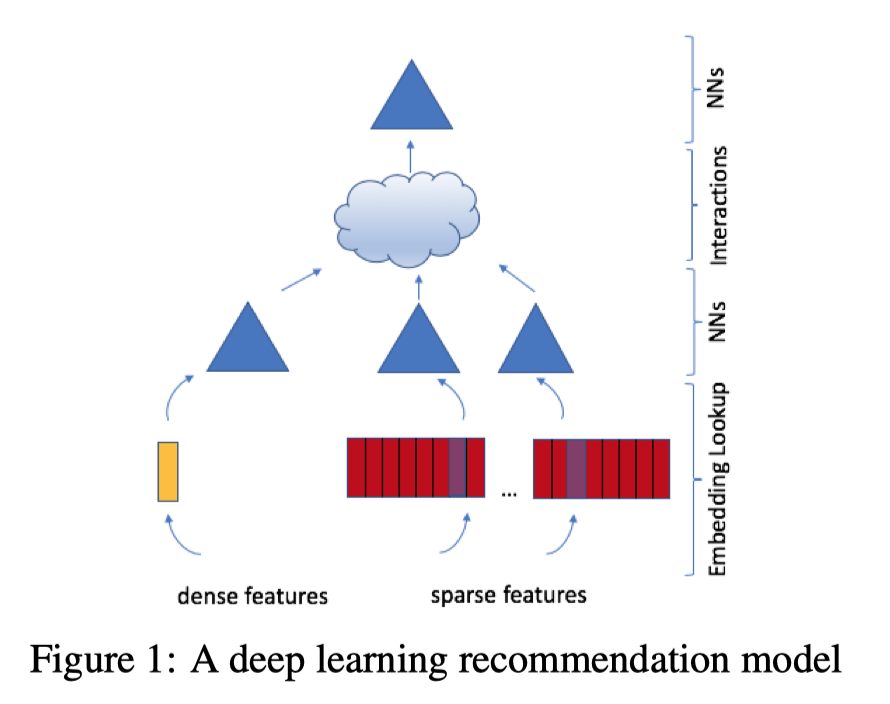 NNs
Interactions
NNs
Embedding Lookup
...
dense features
sparse features
Figure 1: A deep learning recommendation model